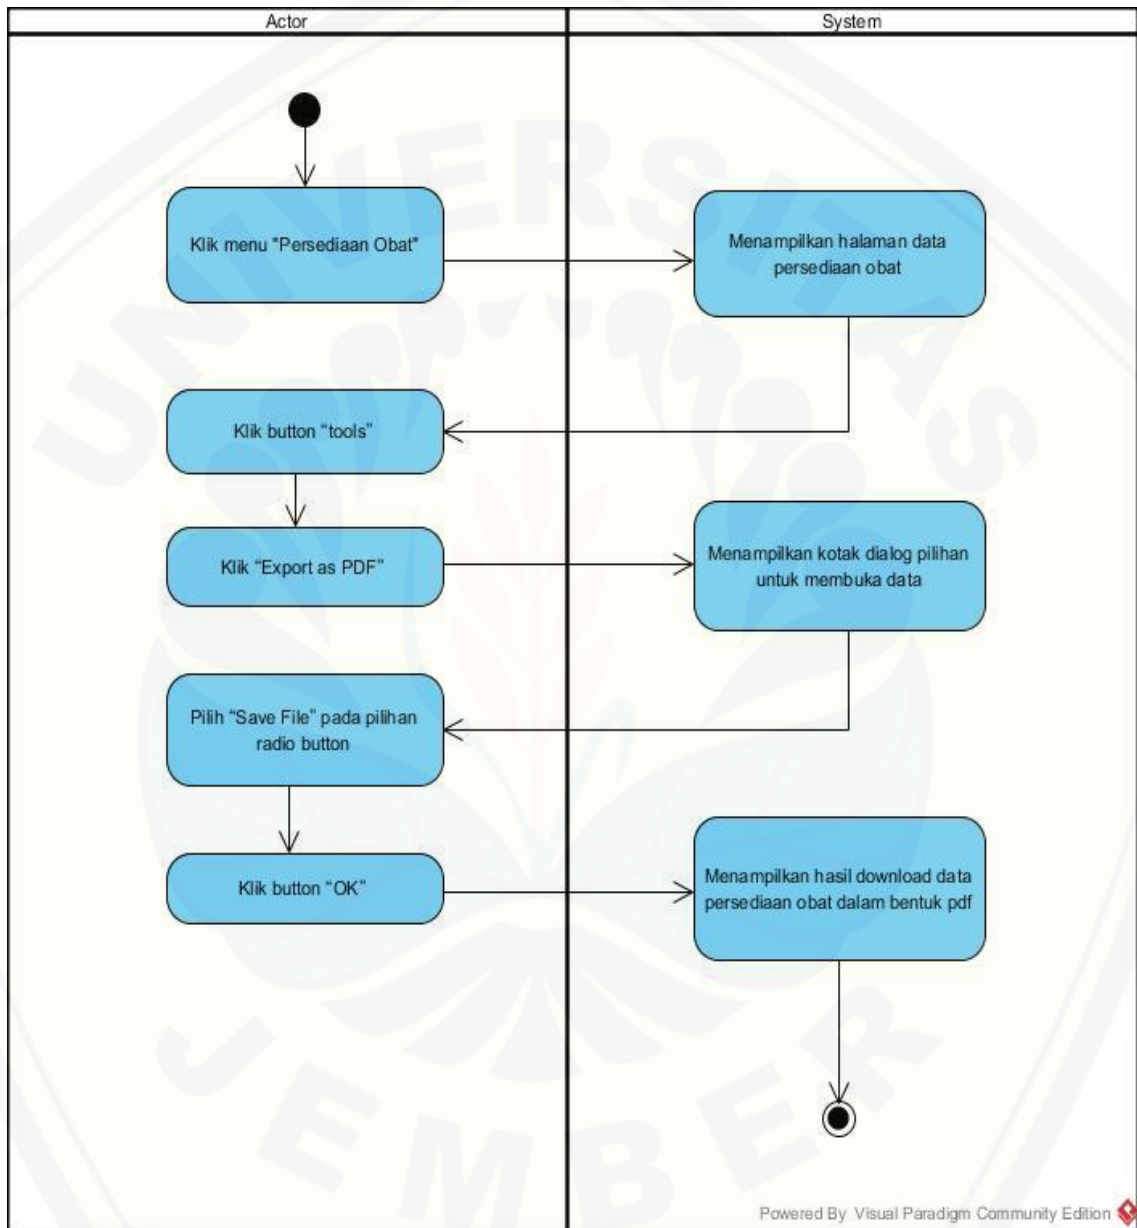 Actor
System
Klik menu "Persediaan Obat"
Menampilkan halaman data
persediaan obat
Klik button “tools”
Klik “Export as PDF”
Menampilkan kotak dialog pilihan
untuk membuka data
Pilih “Save File” pada pilihan
radio button
Klik button “OK”
Menampilkan hasil download data
persediaan obat dalam bentuk pdf
UNIVERSITAS
JEMBER
Powered By Visual Paradigm Community Edition